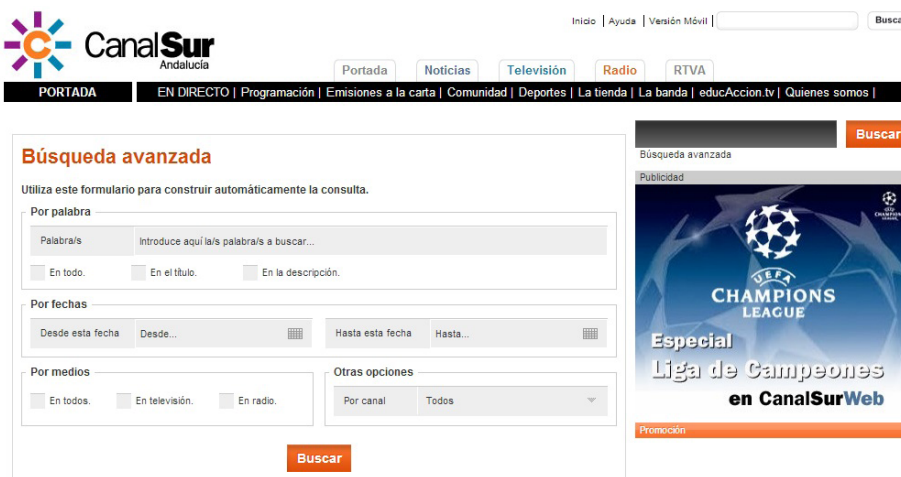 Inicio | Ayuda | Versión Móvil |
CanalSur
Andalucía
Portada Noticias Televisión Radio RTVA
PORTADA EN DIRECTO | Programación | Emisiones a la carta | Comunidad | Deportes | La tienda | La banda | educAccion.tv | Quienes somos |
Buscar
Búsqueda avanzada
Búsqueda avanzada
Utiliza este formulario para construir automáticamente la consulta.
Por palabra
Palabra/s Introduce aquí la/s palabra/s a buscar...
En todo. En el título. En la descripción.
Por fechas
Desde esta fecha Desde... Hasta esta fecha Hasta...
Por medios Otras opciones
En todos. En televisión. En radio. Por canal Todos
Buscar
Publicidad
UEFA
CHAMPIONS
LEAGUE
Especial
Liga de Campeones
en CanalSurWeb
Promoción